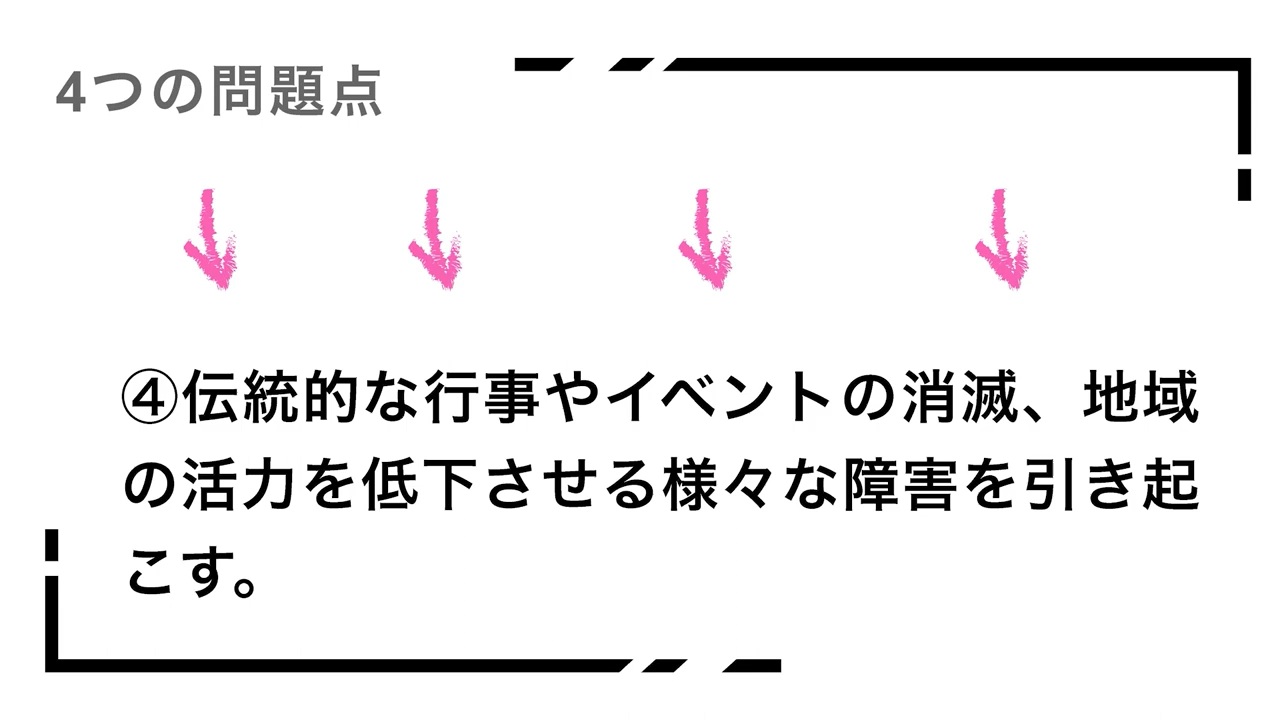 4つの問題点
④伝統的な行事やイベントの消滅、地域
の活力を低下させる様々な障害を引き起
こす。